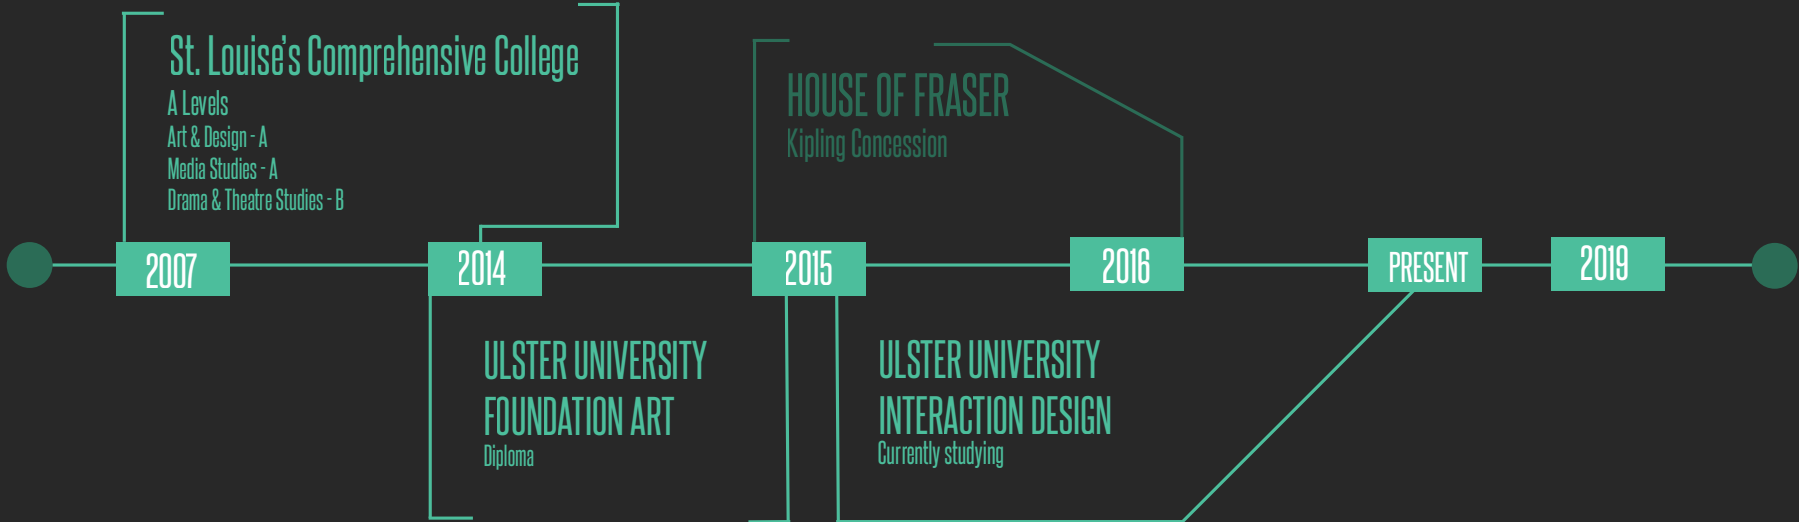 St. Louise's Comprehensive College
A Levels
Art & Design - A
Media Studies - A
Drama & Theatre Studies - B
HOUSE OF FRASER
Kipling Concession
2007
2014
2015
2016
PRESENT
2019
ULSTER UNIVERSITY
FOUNDATION ART
Diploma
ULSTER UNIVERSITY
INTERACTION DESIGN
Currently studying